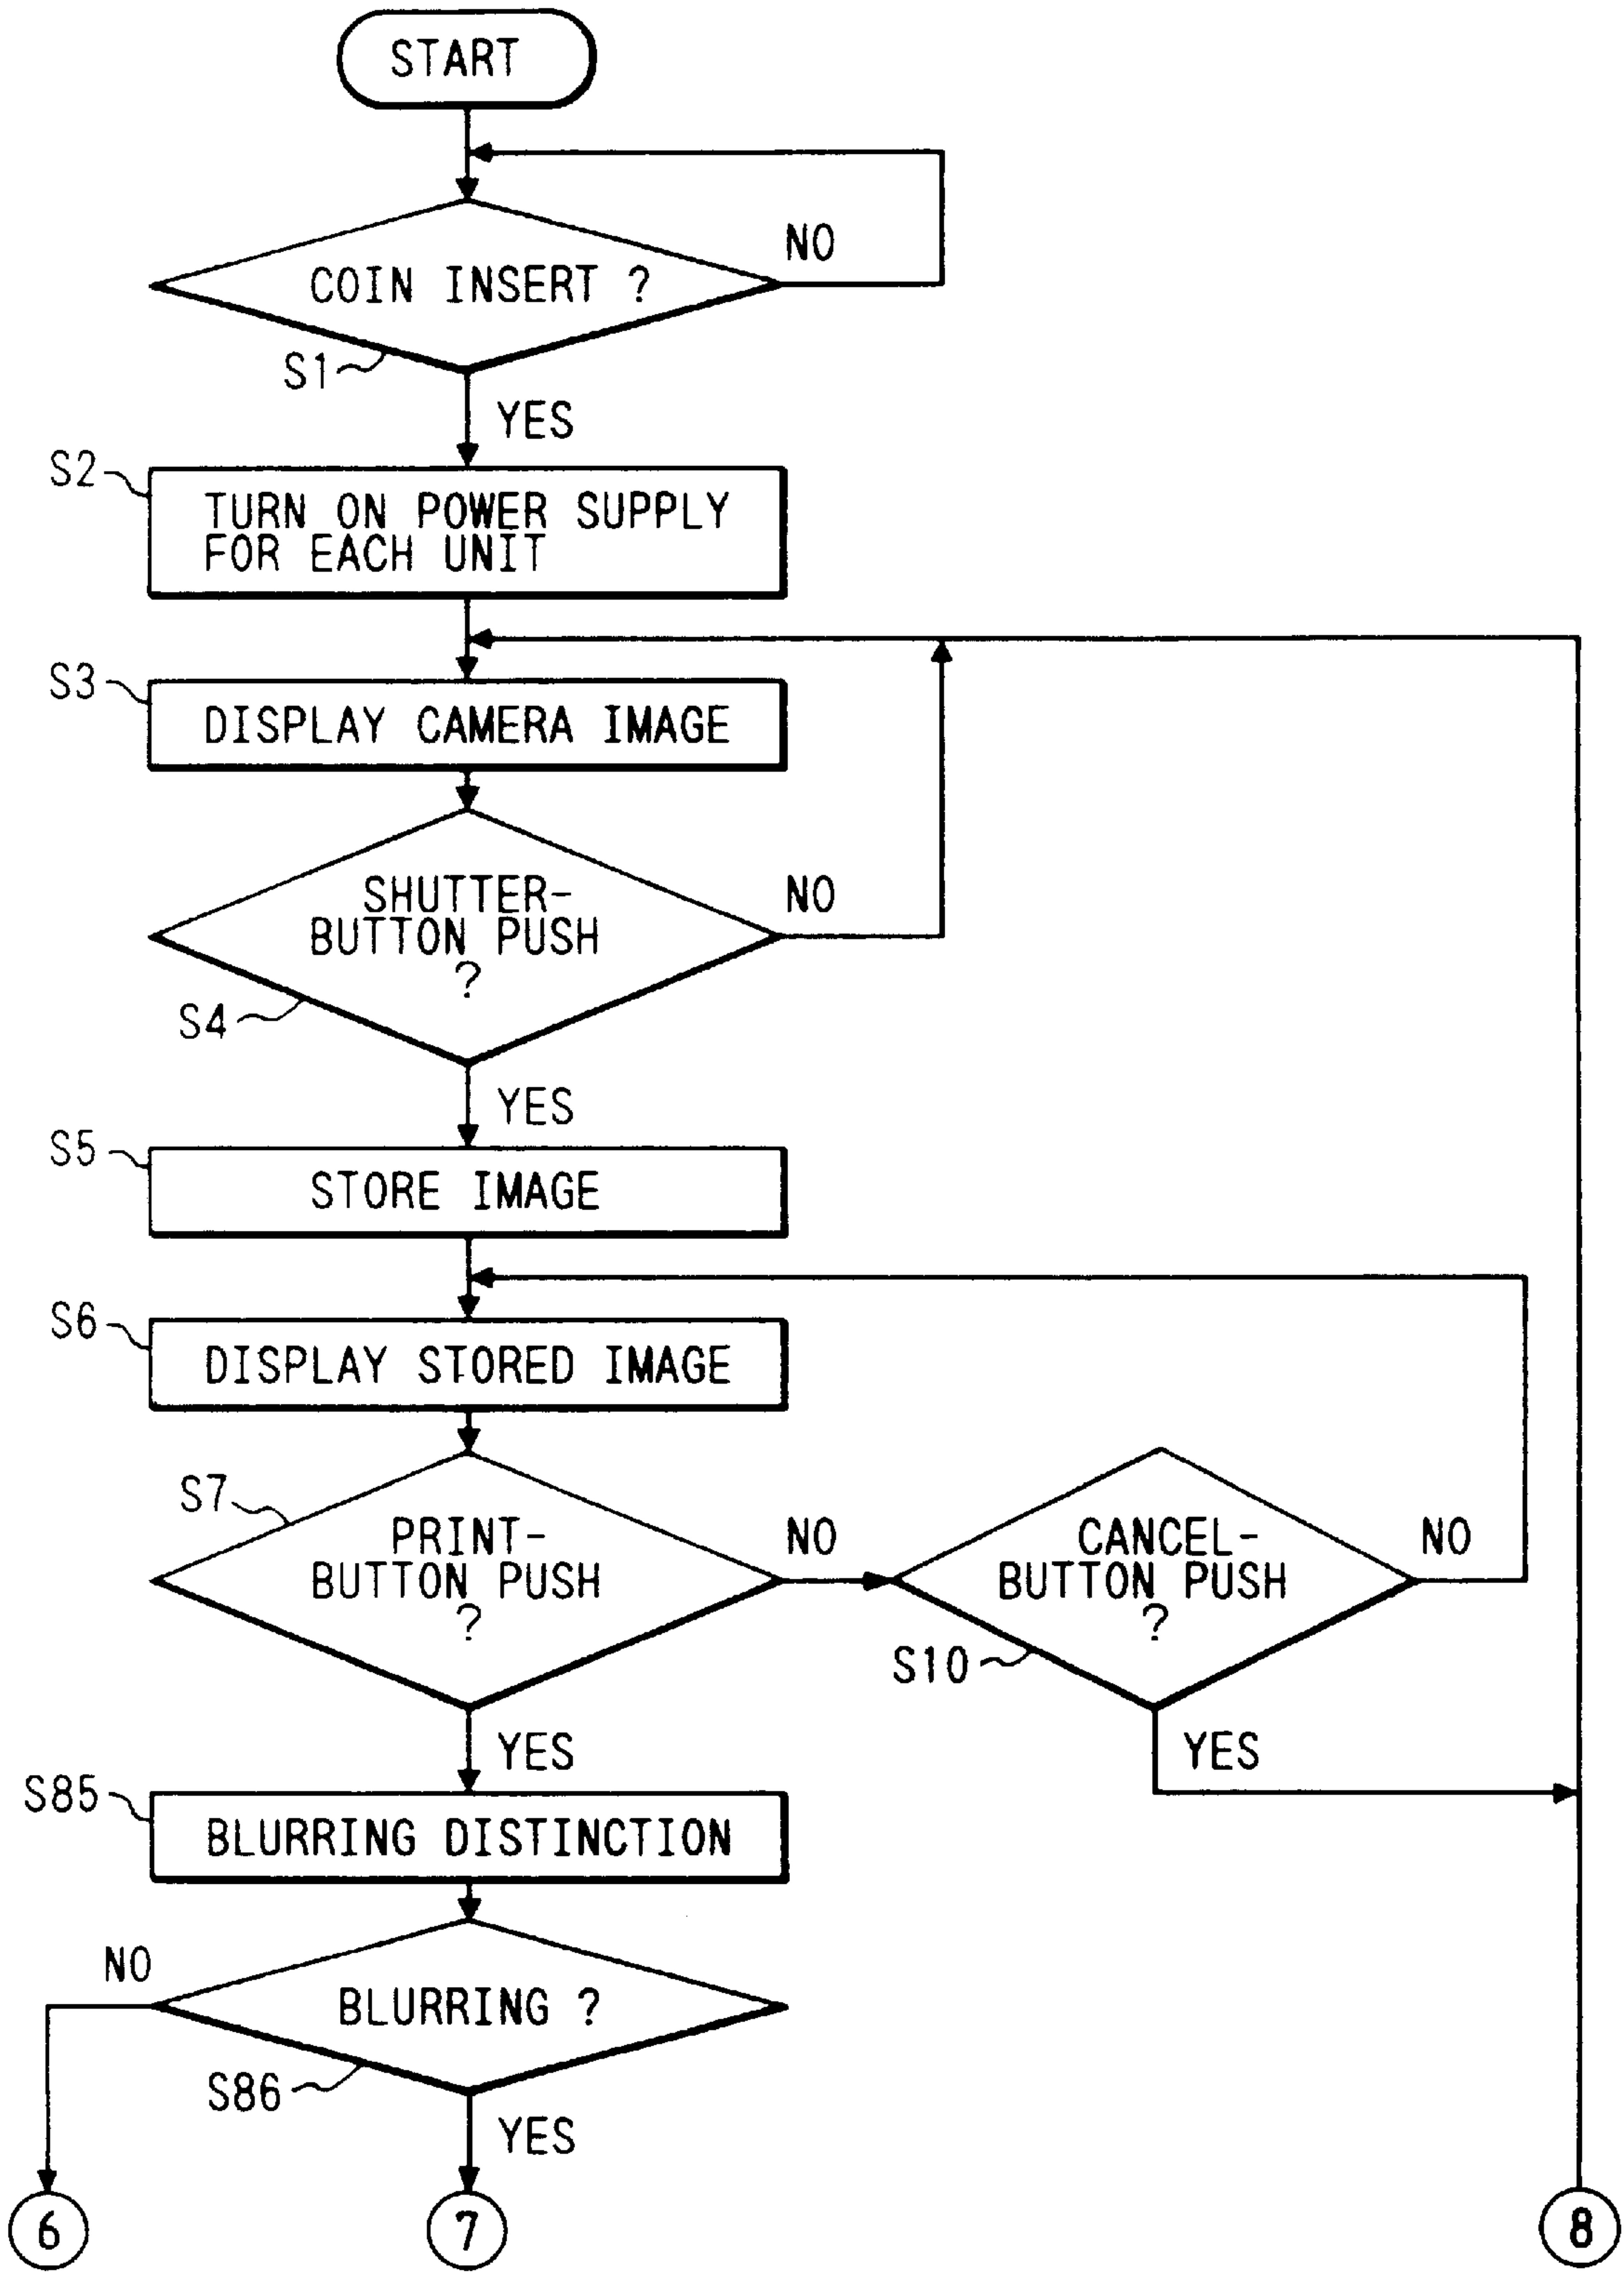 START
NO
COIN INSERT ?
S1
YES
S2
TURN ON POWER SUPPLY
FOR EACH UNIT
S3
DISPLAY CAMERA IMAGE
SHUTTER-
BUTTON PUSH
?
NO
S4
YES
S5
STORE IMAGE
S6
DISPLAY STORED IMAGE
S7
PRINT-
BUTTON PUSH
?
NO
CANCEL-
BUTTON PUSH
?
NO
S10
YES
YES
S85
BLURRING DISTINCTION
NO
BLURRING ?
S86
YES
6
7
8